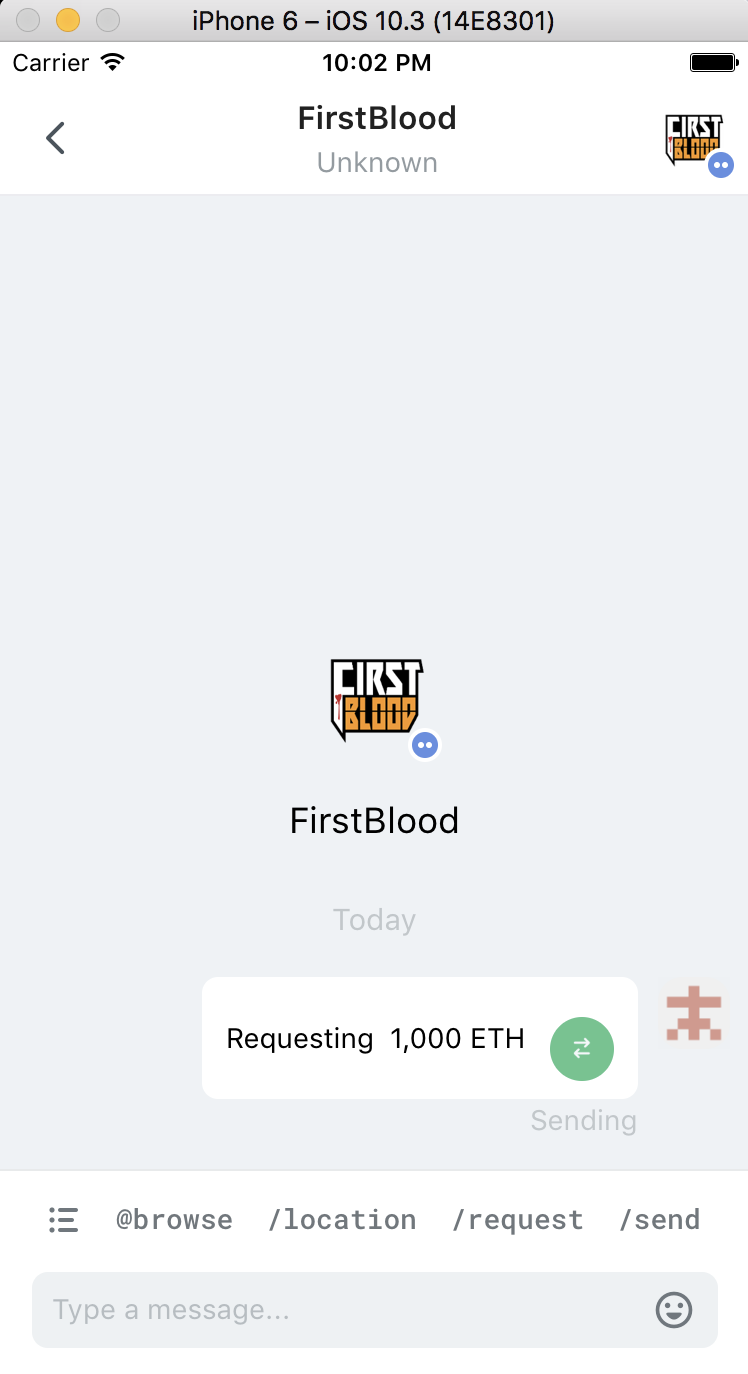 iPhone 6 – iOS 10.3 (14E8301)
Carrier 10:02 PM
FirstBlood
Unknown
FIRST
BLOOD
FIRST
BLOOD
FirstBlood
Today
Requesting 1,000 ETH
Sending
@browse /location /request /send
Type a message...